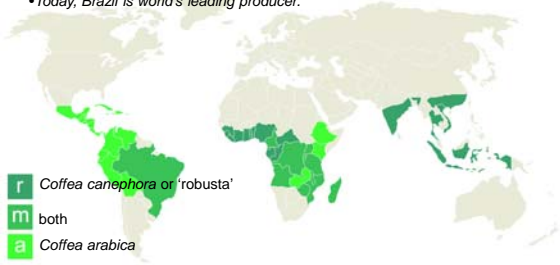 •Today, Brazil is world's leading producer.
r Coffea canephora or 'robusta'
m both
a Coffea arabica